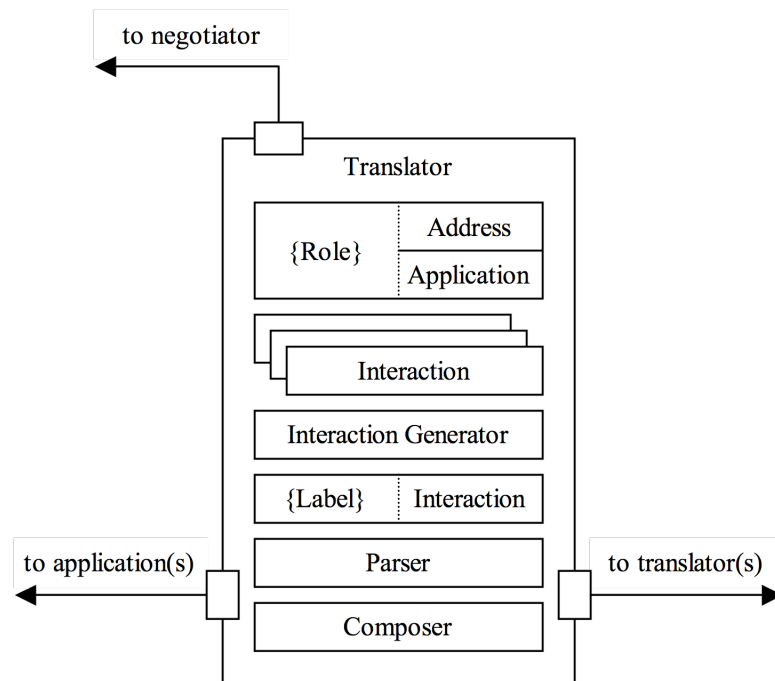 to negotiator
Translator
{Role}
Address
Application
Interaction
Interaction Generator
{Label}
Interaction
to application(s)
Parser
to translator(s)
Composer